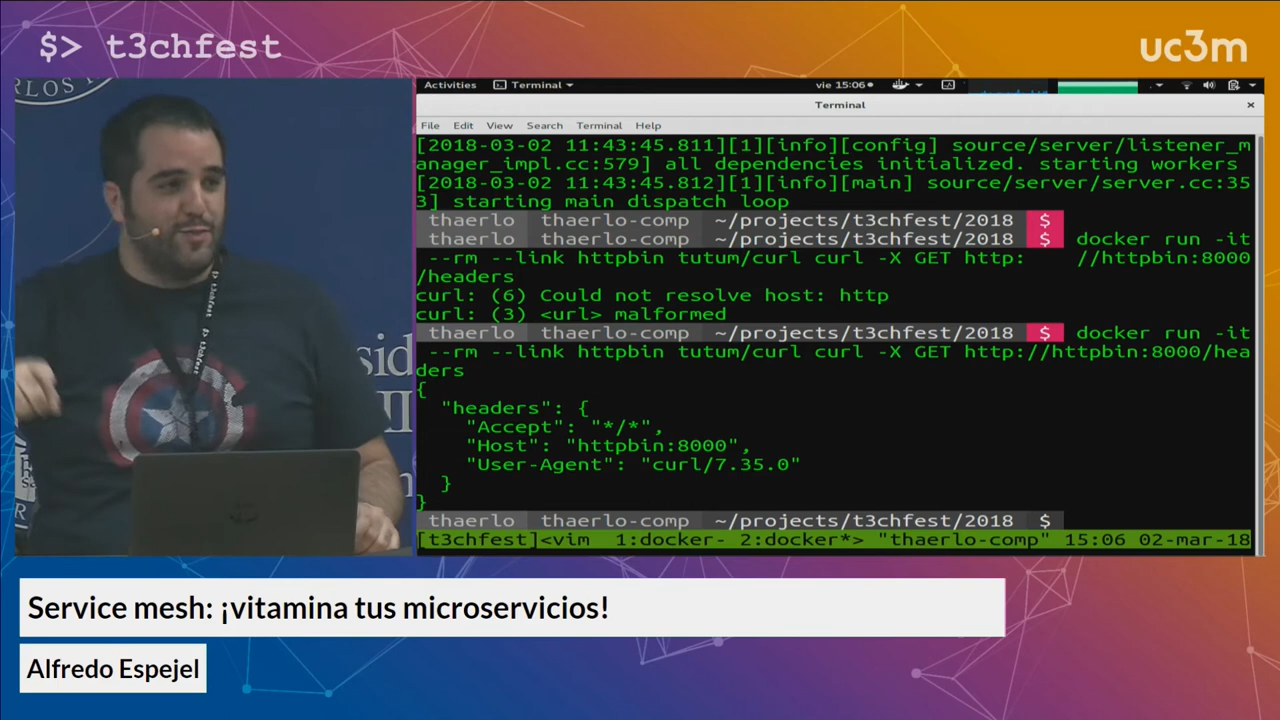 $> t3chfest
uc3m
RLOS
Activities Terminal vie 15:06
Terminal
File Edit View Search Terminal Help
[2018-03-02 11:43:45.811][1][info][config] source/server/listener_m
anager_impl.cc:579] all dependencies initialized. starting workers
[2018-03-02 11:43:45.812][1][info][main] source/server/server.cc:35
3] starting main dispatch loop
thaerlo thaerlo-comp ~/projects/t3chfest/2018 $
thaerlo thaerlo-comp ~/projects/t3chfest/2018 $ docker run -it
--rm --link httpbin tutum/curl curl -X GET http: //httpbin:8000
/headers
curl: (6) Could not resolve host: http
curl: (3) <url> malformed
thaerlo thaerlo-comp ~/projects/t3chfest/2018 $ docker run -it
--rm --link httpbin tutum/curl curl -X GET http://httpbin:8000/hea
ders
{
"headers": {
"Accept": "*/*",
"Host": "httpbin:8000",
"User-Agent": "curl/7.35.0"
}
}
thaerlo thaerlo-comp ~/projects/t3chfest/2018 $
[t3chfest]<vim 1:docker- 2:docker*> "thaerlo-comp" 15:06 02-mar-18
sid
III
$> t3chfest
$> t3chfest
Service mesh: ¡vitamina tus microservicios!
Alfredo Espejel